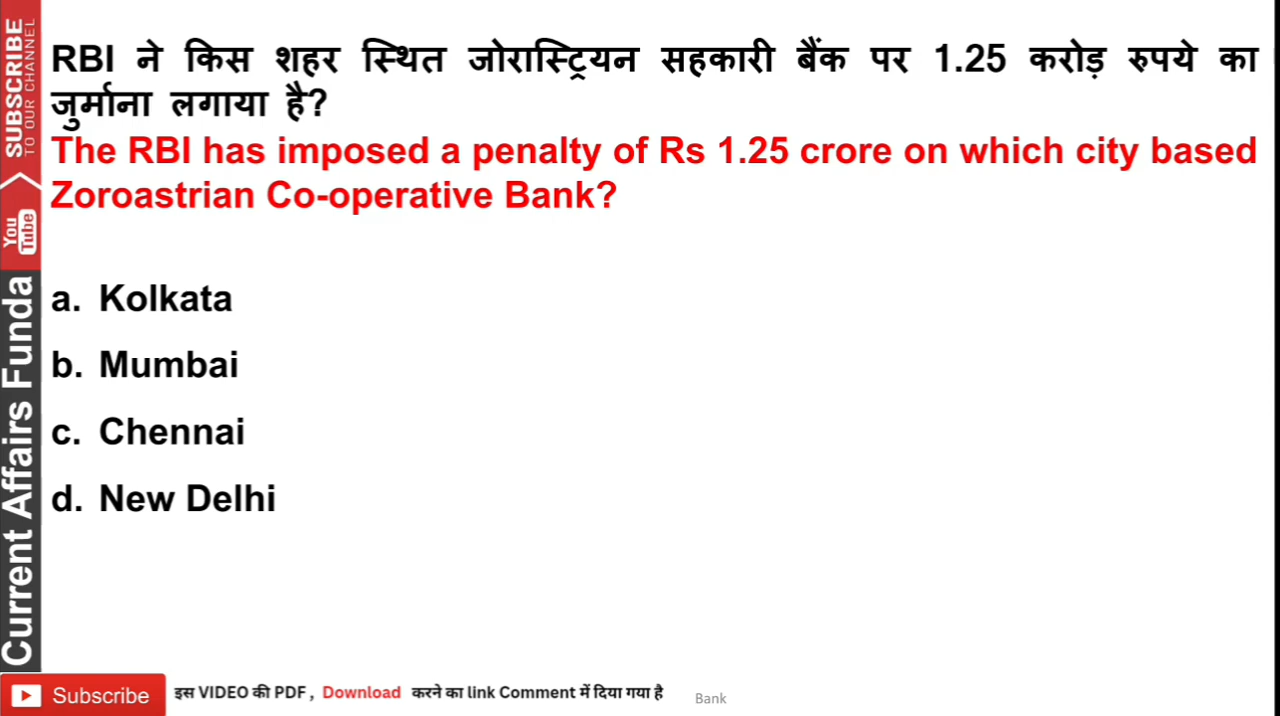 RBI ने किस शहर स्थित जोरास्ट्रियन सहकारी बैंक पर 1.25 करोड़ रुपये का
जुर्माना लगाया है?
The RBI has imposed a penalty of Rs 1.25 crore on which city based
Zoroastrian Co-operative Bank?
a. Kolkata
b. Mumbai
c. Chennai
d. New Delhi
SUBSCRIBE
TO OUR CHANNEL
You
Tube
Current Affairs Funda
Subscribe
इस VIDEO की PDF , Download करने का link Comment में दिया गया है
Bank